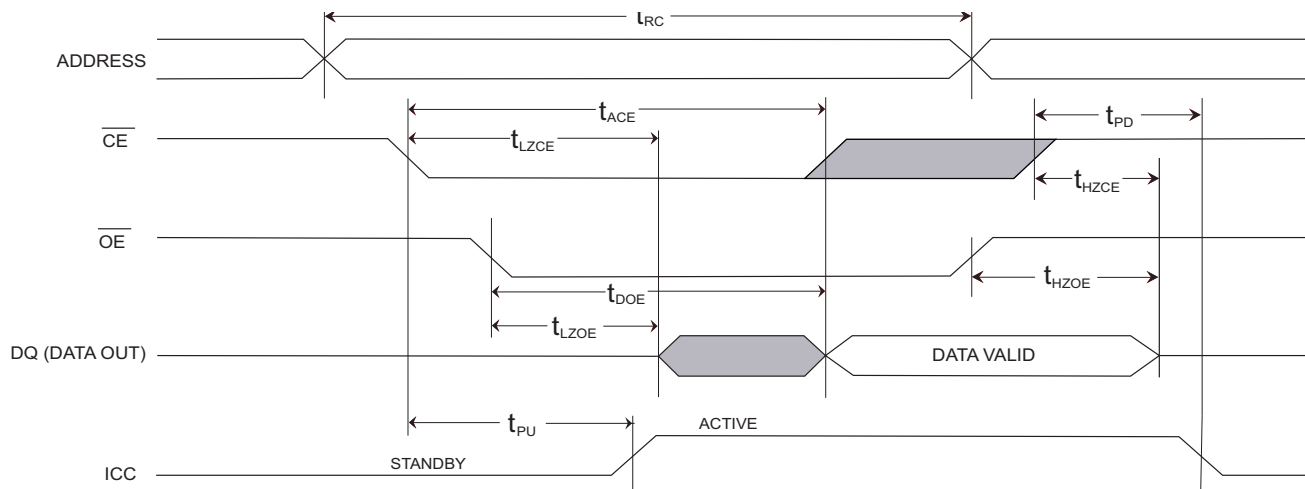 tRC
ADDRESS
tACE
tPD
CE
tLZCE
tHZCE
OE
tHZOE
tDOE
tLZOE
DQ (DATA OUT)
DATA VALID
tPU
ACTIVE
STANDBY
ICC